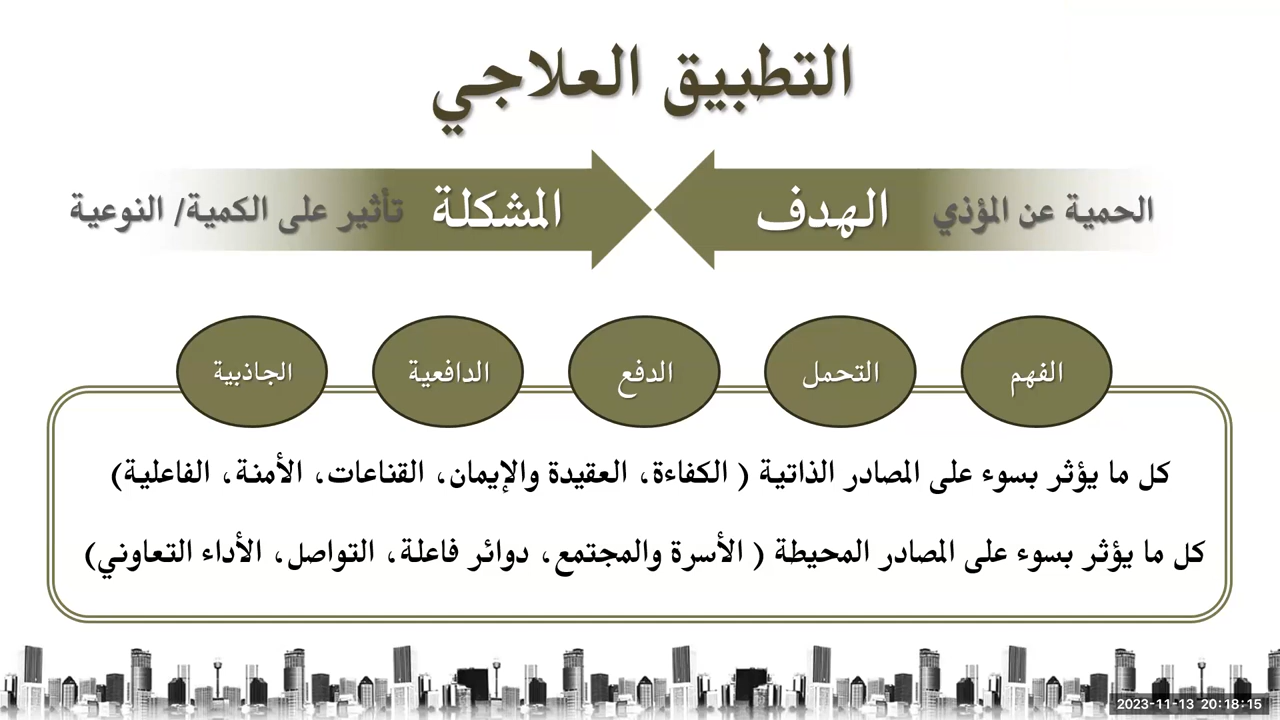 التطبيق العلاجي
الحمية عن المؤذي
الهدف
المشكلة
تأثير على الكمية/ النوعية
الفهم
التحمل
الدفع
الدافعية
الجاذبية
كل ما يؤثر بسوء على المصادر الذاتية ( الكفاءة، العقيدة والإيمان، القناعات، الأمنة، الفاعلية)
كل ما يؤثر بسوء على المصادر المحيطة ( الأسرة والمجتمع، دوائر فاعلة، التواصل، الأداء التعاوني)
2023-11-13 20:18:15